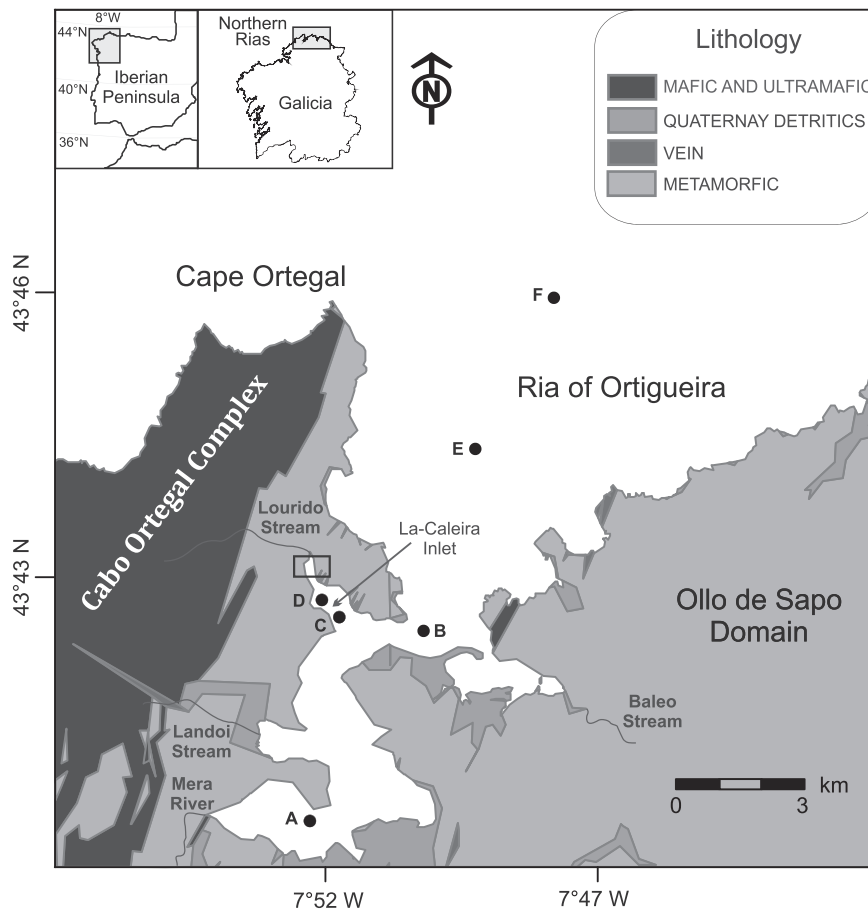 8°W
44°N
40°N
36°N
Iberian
Peninsula
Northern
Rias
Galicia
N
Lithology
MAFIC AND ULTRAMAFIC
QUATERNAY DETRITICS
VEIN
METAMORFIC
43°46 N
43°43 N
Cape Ortegal
F
Ria of Ortigueira
E
Cabo Ortegal Complex
Lourido
Stream
La-Caleira
Inlet
D
C
B
Ollo de Sapo
Domain
Landoi
Stream
Baleo
Stream
Mera
River
A
km
0 3
7°52 W
7°47 W